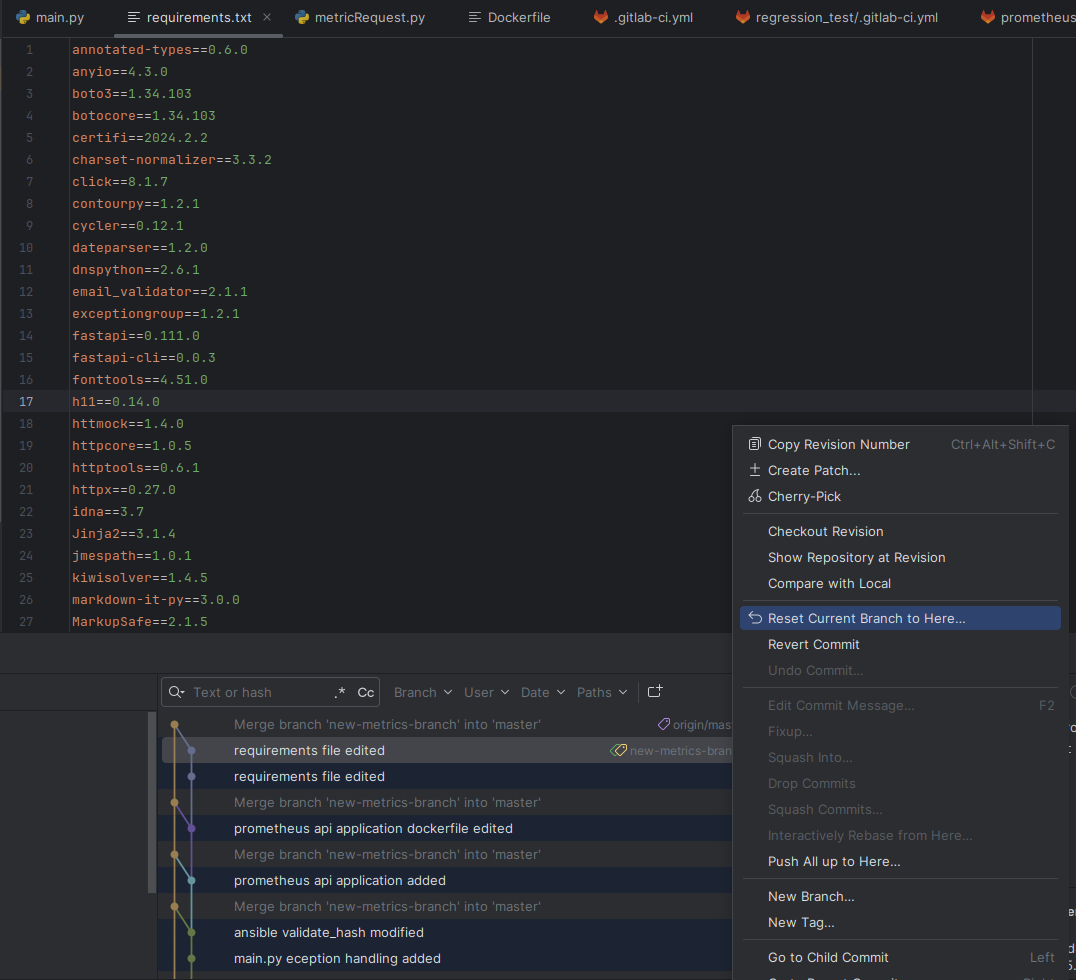 main.py requirements.txt × metricRequest.py Dockerfile .gitlab-ci.yml regression_test/.gitlab-ci.yml prometheus
1 annotated-types==0.6.0
2 anyio==4.3.0
3 boto3==1.34.103
4 botocore==1.34.103
5 certifi==2024.2.2
6 charset-normalizer==3.3.2
7 click==8.1.7
8 contourpy==1.2.1
9 cycler==0.12.1
10 dateparser==1.2.0
11 dnspython==2.6.1
12 email_validator==2.1.1
13 exceptiongroup==1.2.1
14 fastapi==0.111.0
15 fastapi-cli==0.0.3
16 fonttools==4.51.0
17 h11==0.14.0
18 httmock==1.4.0
19 httpcore==1.0.5
20 httptools==0.6.1
21 httpx==0.27.0
22 idna==3.7
23 Jinja2==3.1.4
24 jmespath==1.0.1
25 kiwisolver==1.4.5
26 markdown-it-py==3.0.0
27 MarkupSafe==2.1.5
Copy Revision Number Ctrl+Alt+Shift+C
Create Patch...
Cherry-Pick
Checkout Revision
Show Repository at Revision
Compare with Local
Reset Current Branch to Here...
Revert Commit
Undo Commit...
Edit Commit Message... F2
Fixup...
Squash Into...
Drop Commits
Squash Commits...
Interactively Rebase from Here...
Push All up to Here...
New Branch...
New Tag...
Go to Child Commit Left
Text or hash .* Cc Branch User Date Paths
Merge branch 'new-metrics-branch' into 'master' origin/mas
requirements file edited new-metrics-bran
requirements file edited
Merge branch 'new-metrics-branch' into 'master'
prometheus api application dockerfile edited
Merge branch 'new-metrics-branch' into 'master'
prometheus api application added
Merge branch 'new-metrics-branch' into 'master'
ansible validate_hash modified
main.py eception handling added